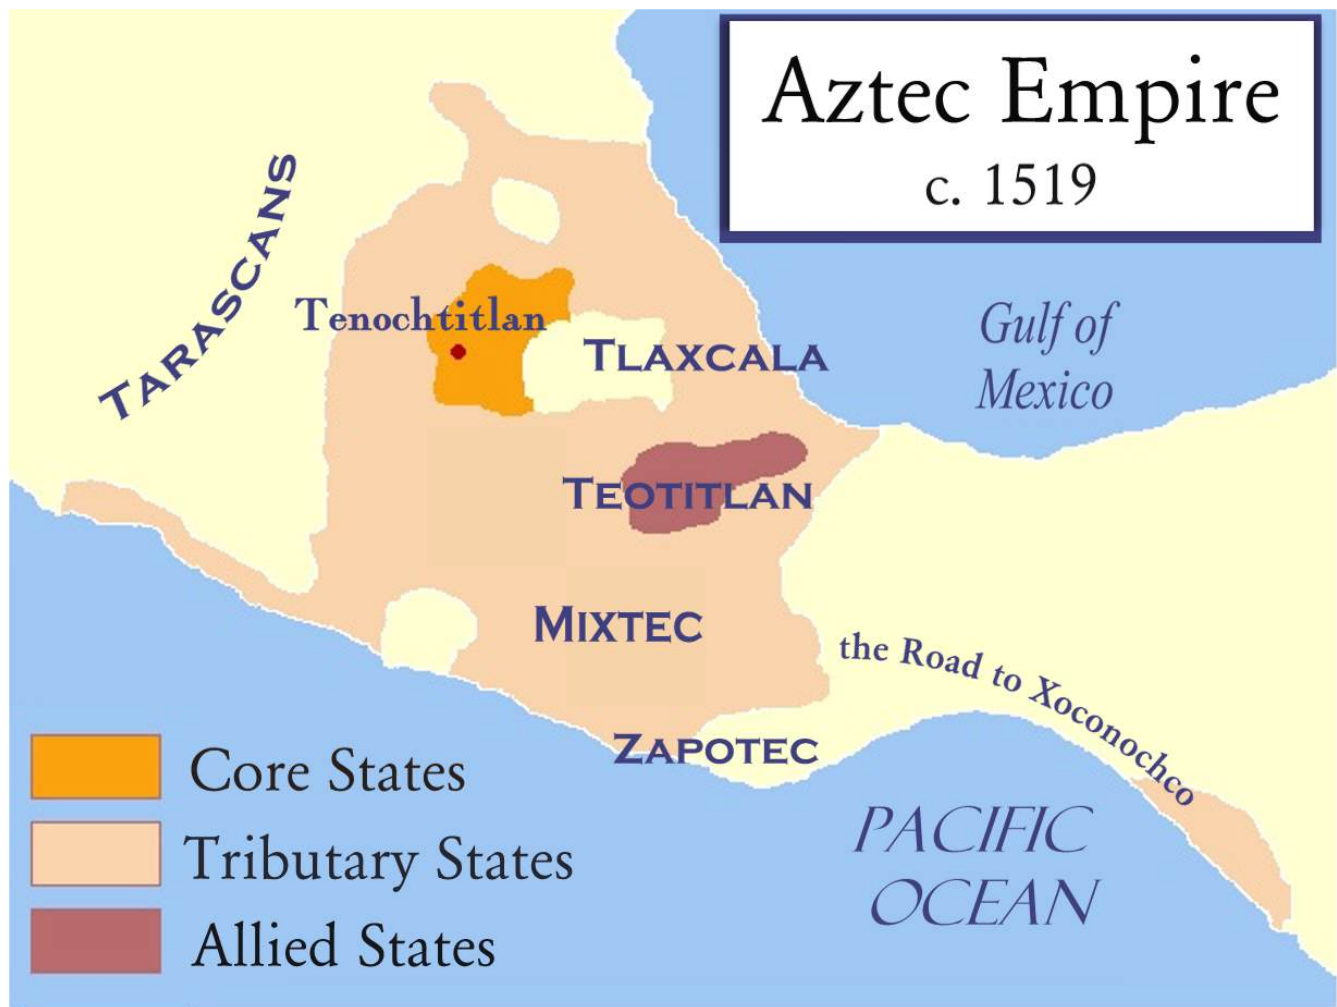 Aztec Empire
c. 1519
TARASCANS
Tenochtitlan
TLAXCALA
Gulf of
Mexico
TEOTITLAN
MIXTEC
the Road to Xoconochco
ZAPOTEC
PACIFIC
OCEAN
Core States
Tributary States
Allied States